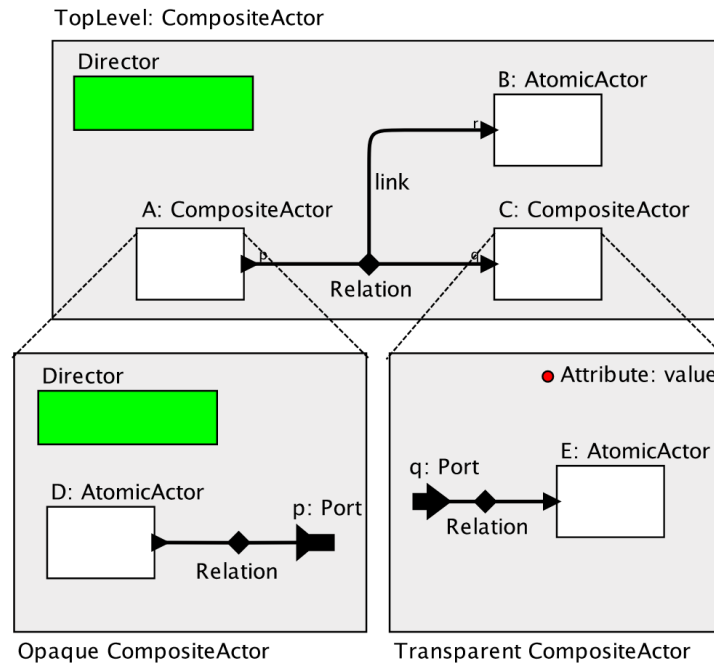 TopLevel: CompositeActor
Director
B: AtomicActor
r
link
A: CompositeActor
C: CompositeActor
p
q
Relation
Director
Attribute: value
D: AtomicActor
p: Port
Relation
q: Port
E: AtomicActor
Relation
Opaque CompositeActor
Transparent CompositeActor